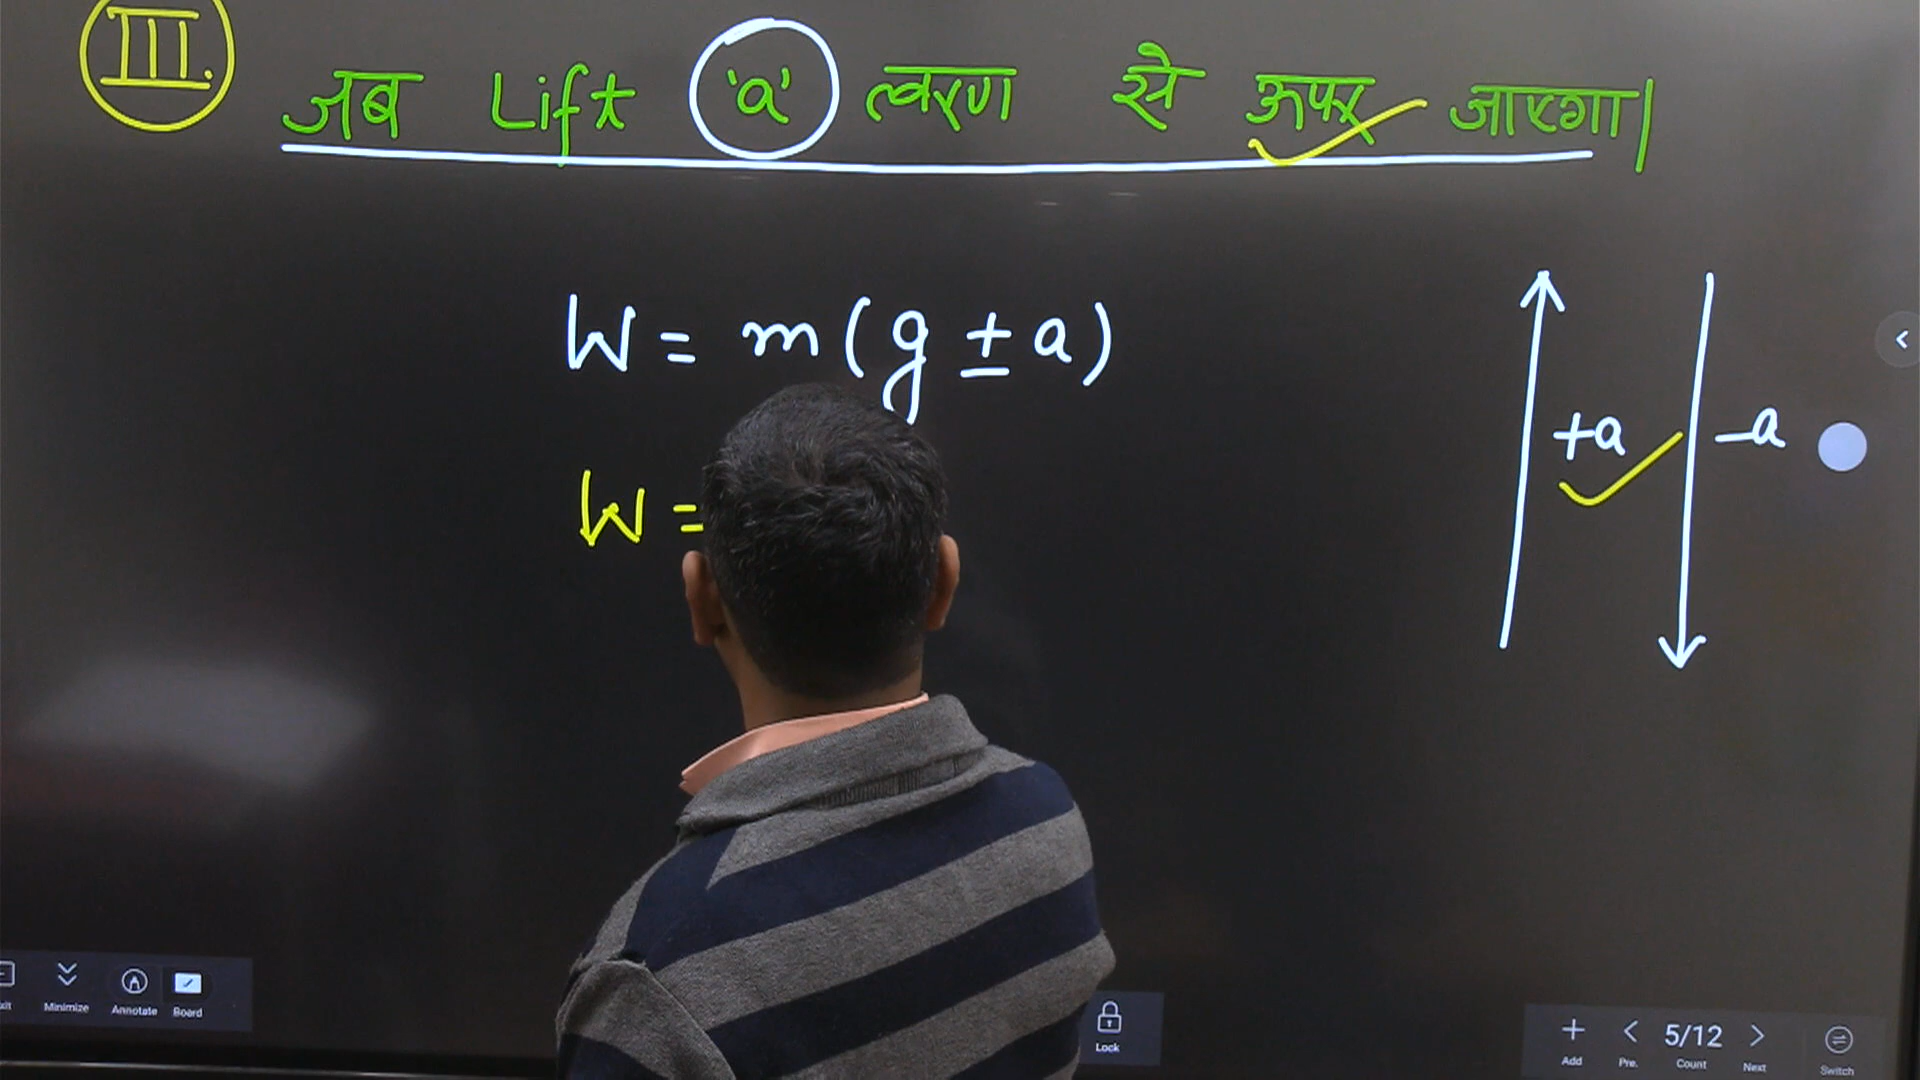 III.
जब Lift 'a' त्वरण से ऊपर जाएगा|
W = m(g ± a)
+a
-a
W =
Minimize
Annotate
Board
Lock
Add
Pre.
5/12
Count
Next
Switch